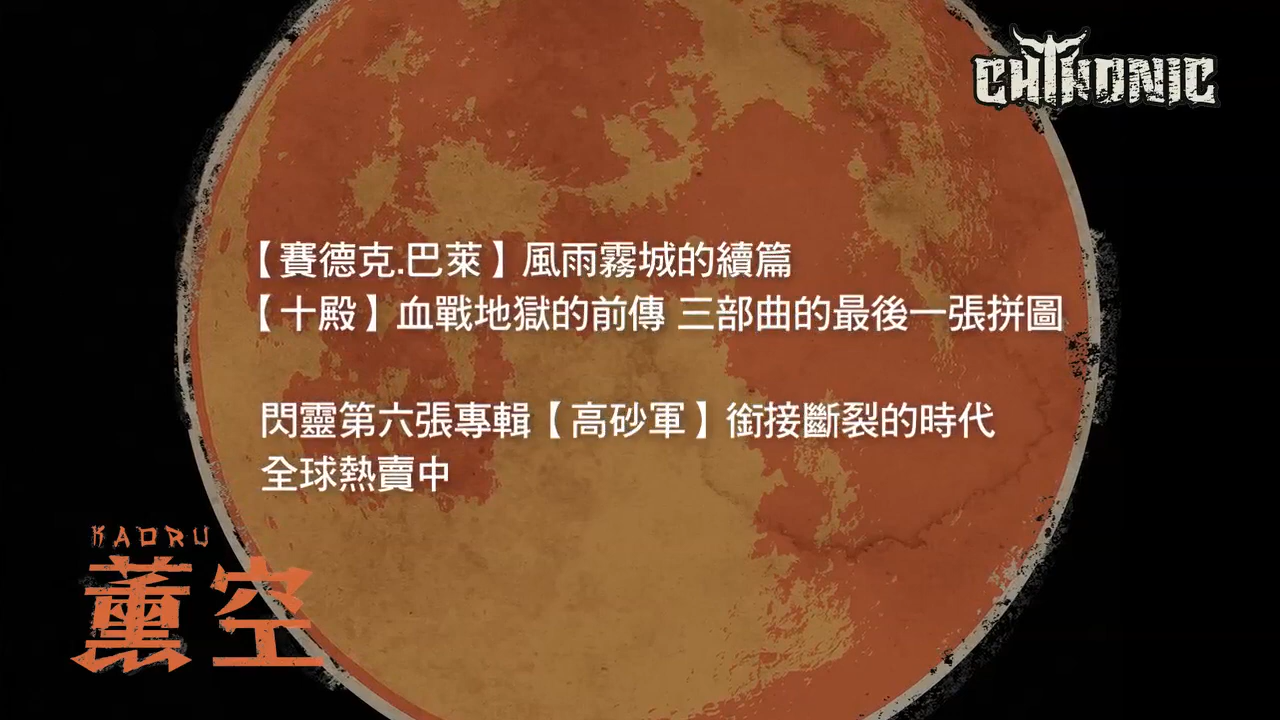 CHTHONIC
【賽德克.巴萊】風雨霧城的續篇
【十殿】血戰地獄的前傳 三部曲的最後一張拼圖
閃靈第六張專輯【高砂軍】銜接斷裂的時代
全球熱賣中
KAORU
薰空